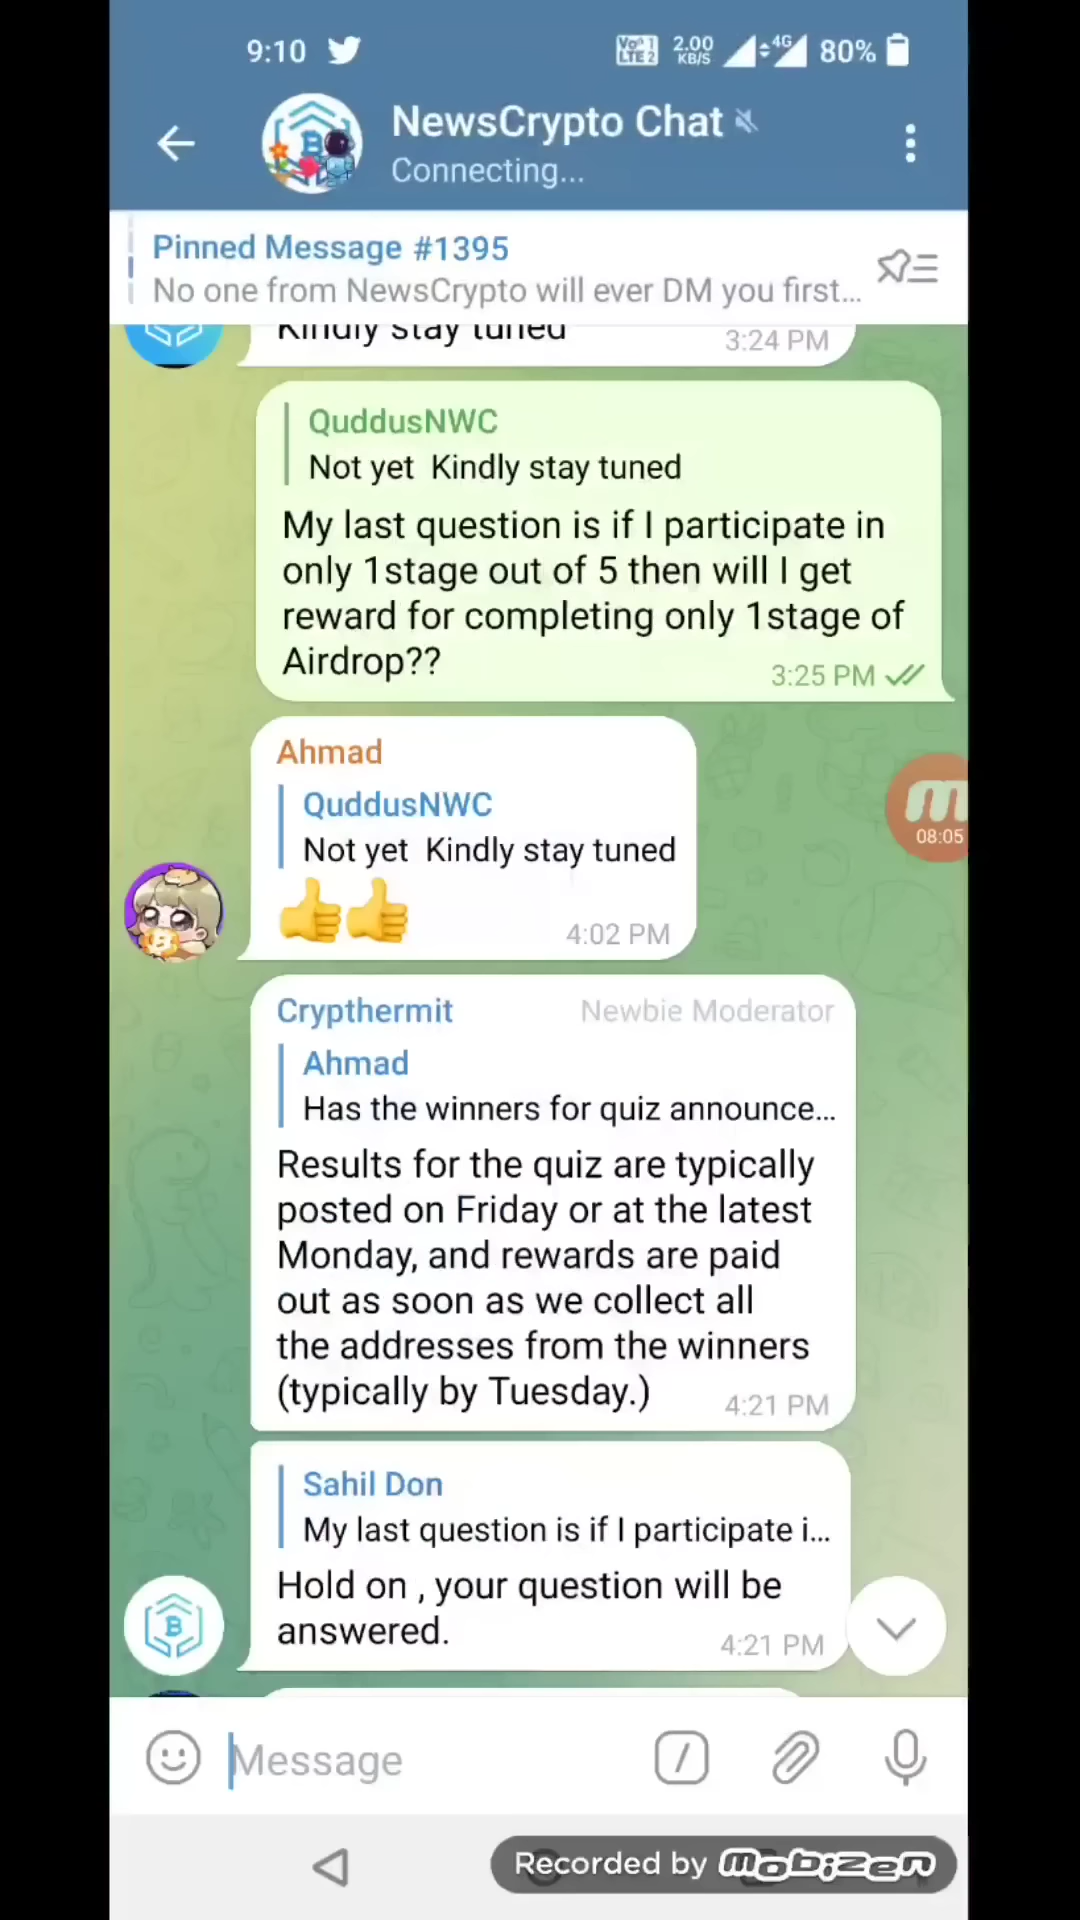 9:10
Vo) 1
LTE 2
2.00
KB/S
4G
80%
NewsCrypto Chat
Connecting...
Pinned Message #1395
No one from NewsCrypto will ever DM you first...
Kindly stay tuned
3:24 PM
QuddusNWC
Not yet Kindly stay tuned
My last question is if I participate in
only 1stage out of 5 then will I get
reward for completing only 1stage of
Airdrop??
3:25 PM
Ahmad
QuddusNWC
Not yet Kindly stay tuned
👍👍
4:02 PM
08:05
Crypthermit
Newbie Moderator
Ahmad
Has the winners for quiz announce...
Results for the quiz are typically
posted on Friday or at the latest
Monday, and rewards are paid
out as soon as we collect all
the addresses from the winners
(typically by Tuesday.)
4:21 PM
Sahil Don
My last question is if I participate i...
Hold on , your question will be
answered.
4:21 PM
Message
Recorded by mobizen